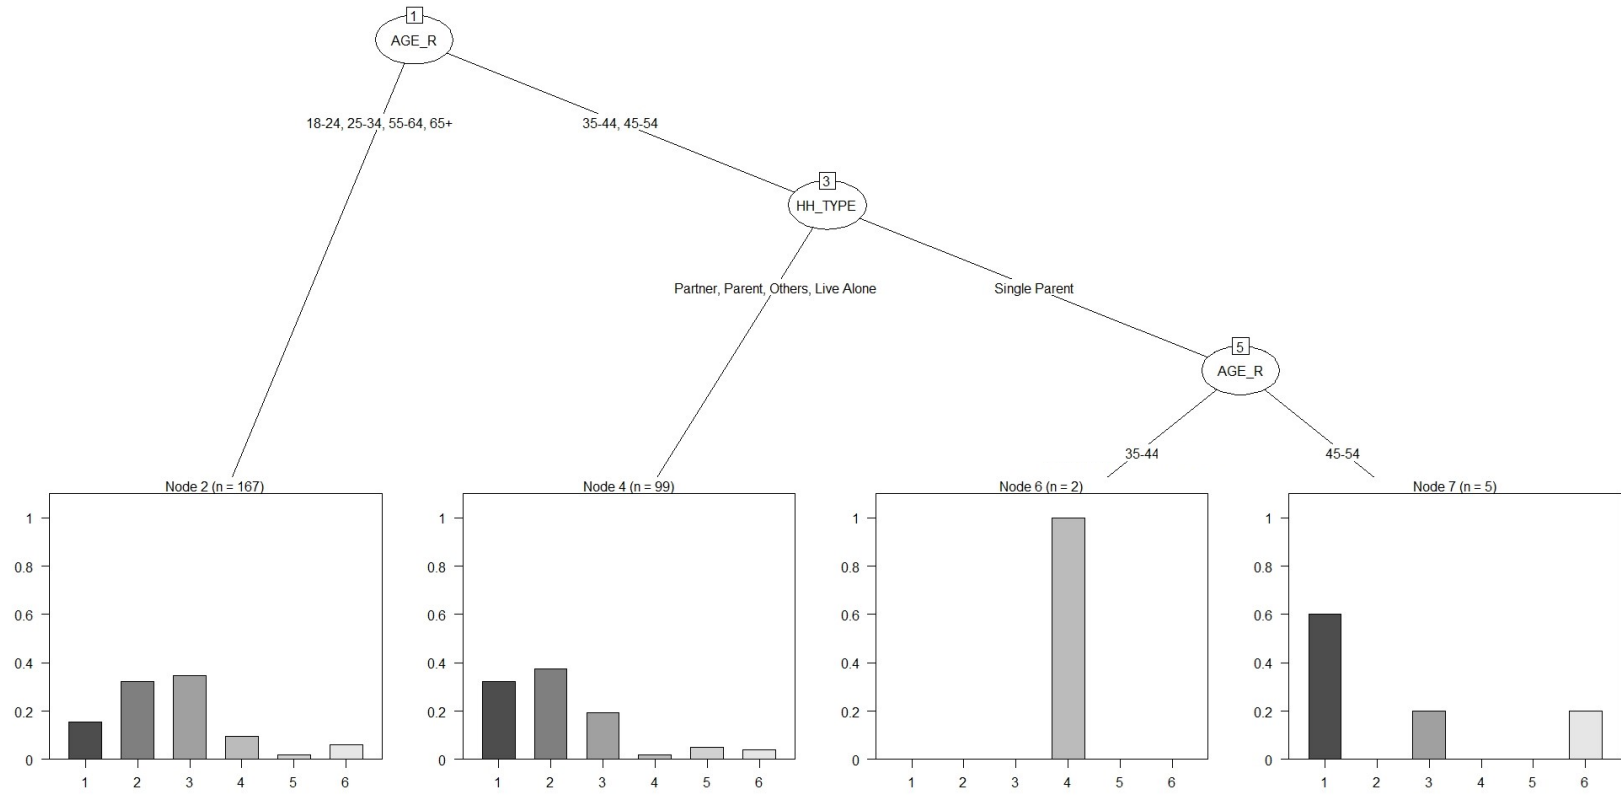 1
AGE_R
18-24, 25-34, 55-64, 65+
35-44, 45-54
3
HH_TYPE
Partner, Parent, Others, Live Alone
Single Parent
5
AGE_R
35-44
45-54
Node 2 (n = 167)
1
0.8
0.6
0.4
0.2
0
1 2 3 4 5 6
Node 4 (n = 99)
1
0.8
0.6
0.4
0.2
0
1 2 3 4 5 6
Node 6 (n = 2)
1
0.8
0.6
0.4
0.2
0
1 2 3 4 5 6
Node 7 (n = 5)
1
0.8
0.6
0.4
0.2
0
1 2 3 4 5 6